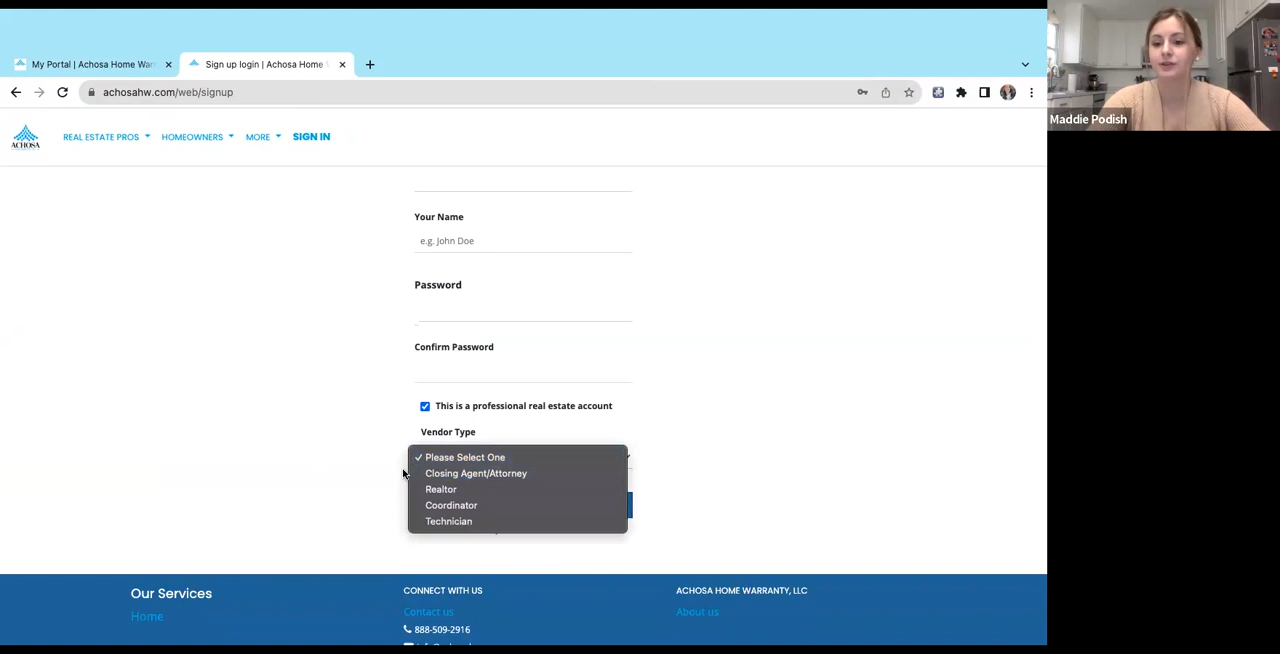 My Portal | Achosa Home War
Sign up login | Achosa Home
achosahw.com/web/signup
Maddie Podish
ACHOSA
REAL ESTATE PROS
HOMEOWNERS
MORE
SIGN IN
Your Name
e.g. John Doe
Password
Confirm Password
This is a professional real estate account
Vendor Type
Please Select One
Closing Agent/Attorney
Realtor
Coordinator
Technician
Our Services
Home
CONNECT WITH US
Contact us
888-509-2916
ACHOSA HOME WARRANTY, LLC
About us